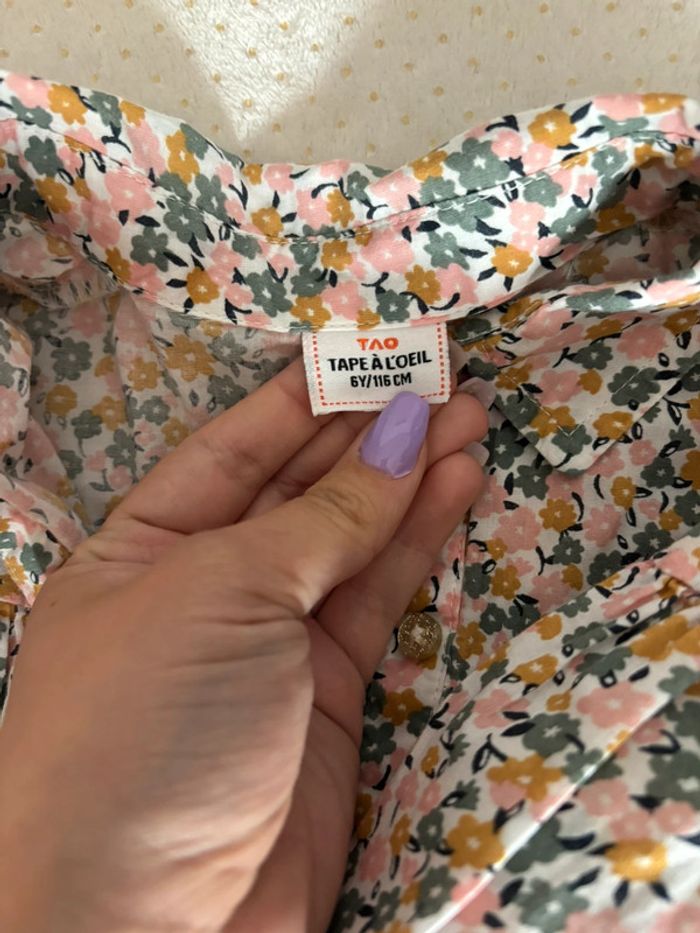 TAO
TAPE À L'OEIL
6Y/116 CM